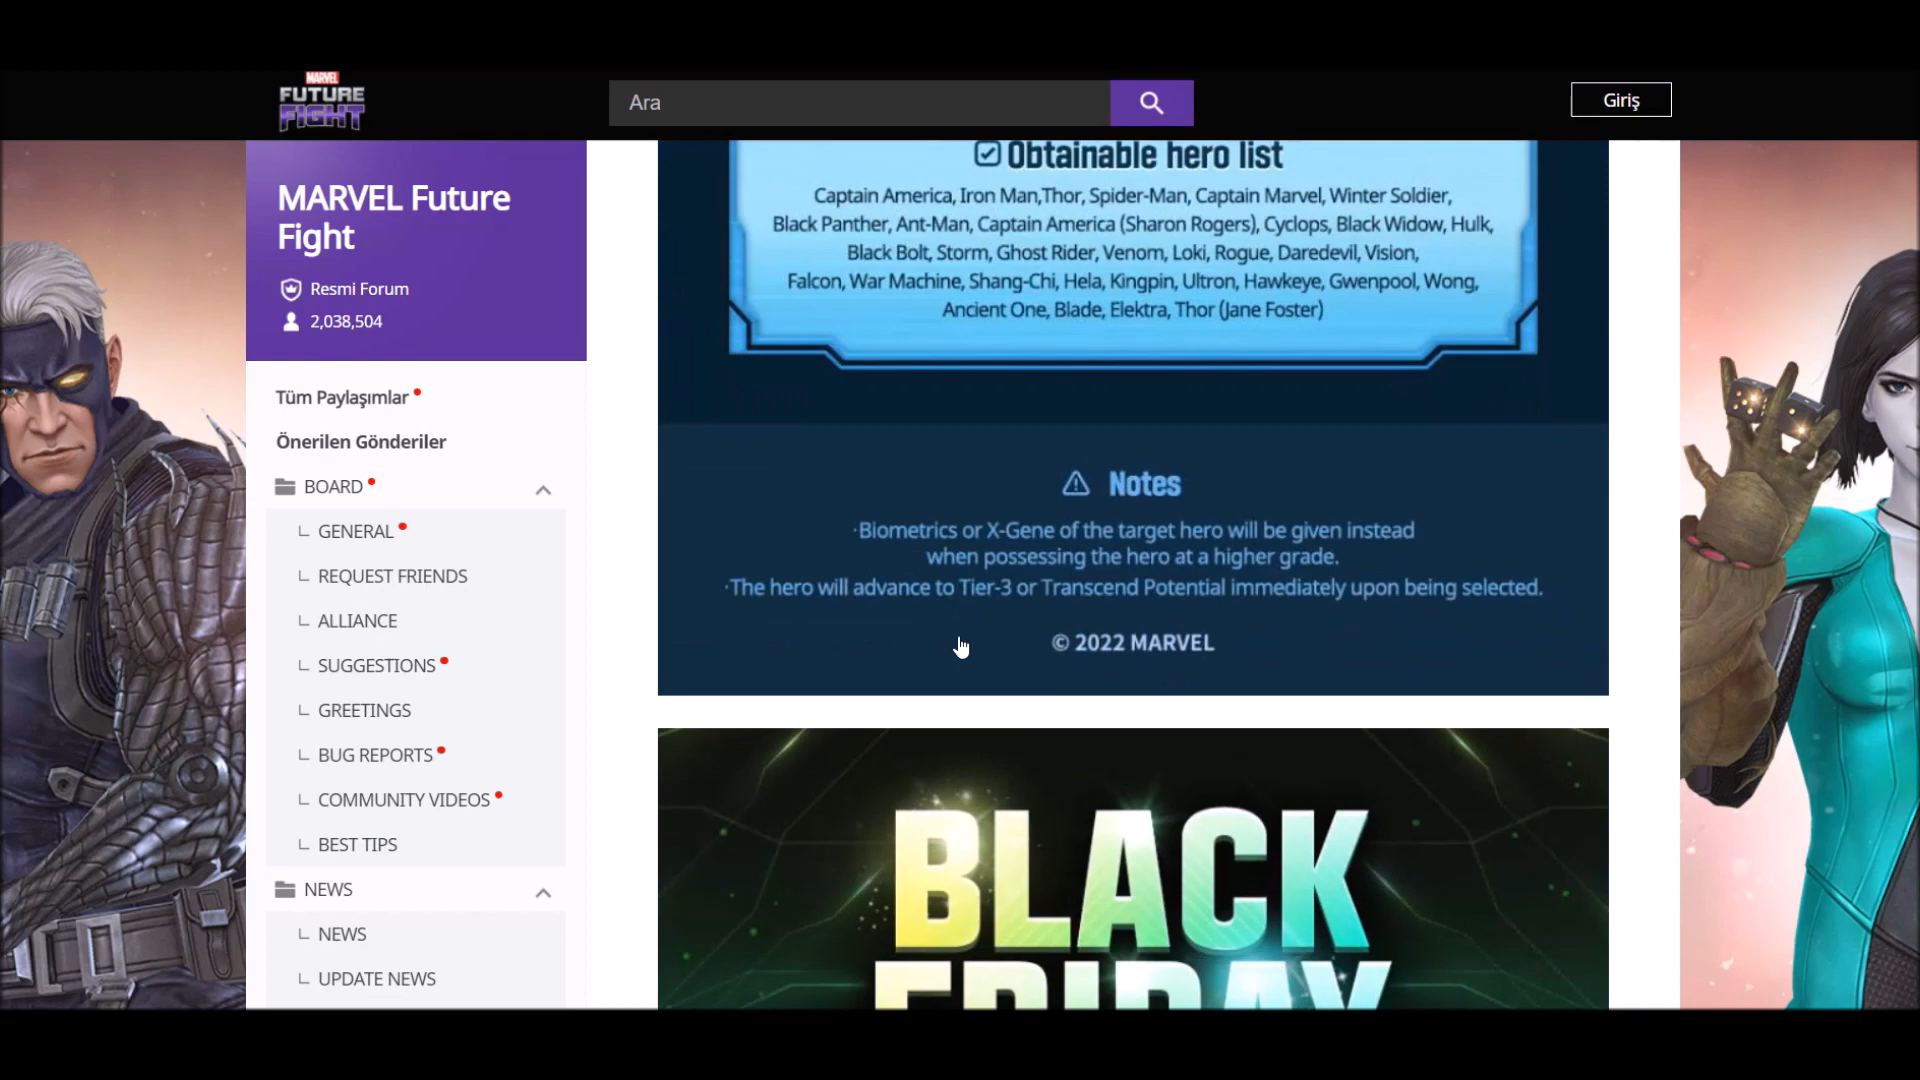 MARVEL
FUTURE
FIGHT
Ara
Giriş
MARVEL Future
Fight
Resmi Forum
2,038,504
Tüm Paylaşımlar
Önerilen Gönderiler
BOARD
GENERAL
REQUEST FRIENDS
ALLIANCE
SUGGESTIONS
GREETINGS
BUG REPORTS
COMMUNITY VIDEOS
BEST TIPS
NEWS
NEWS
UPDATE NEWS
Obtainable hero list
Captain America, Iron Man,Thor, Spider-Man, Captain Marvel, Winter Soldier,
Black Panther, Ant-Man, Captain America (Sharon Rogers), Cyclops, Black Widow, Hulk,
Black Bolt, Storm, Ghost Rider, Venom, Loki, Rogue, Daredevil, Vision,
Falcon, War Machine, Shang-Chi, Hela, Kingpin, Ultron, Hawkeye, Gwenpool, Wong,
Ancient One, Blade, Elektra, Thor (Jane Foster)
Notes
·Biometrics or X-Gene of the target hero will be given instead
when possessing the hero at a higher grade.
·The hero will advance to Tier-3 or Transcend Potential immediately upon being selected.
© 2022 MARVEL
BLACK
FRIDAY